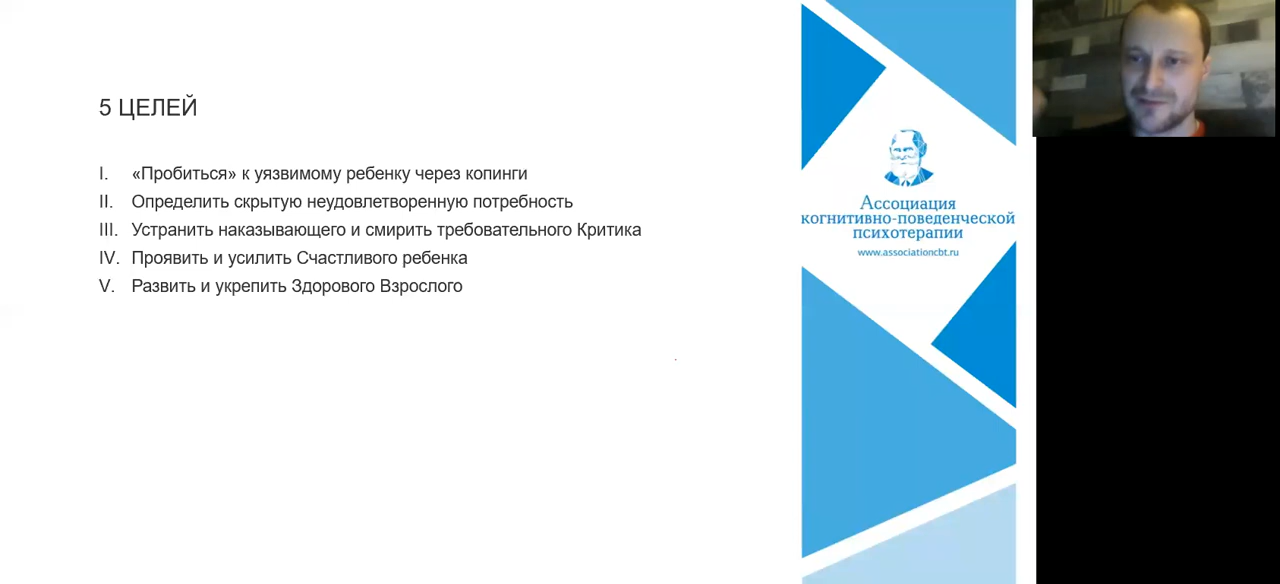 5 ЦЕЛЕЙ
I. «Пробиться» к уязвимому ребенку через копинги
II. Определить скрытую неудовлетворенную потребность
III. Устранить наказывающего и смирить требовательного Критика
IV. Проявить и усилить Счастливого ребенка
V. Развить и укрепить Здорового Взрослого
Ассоциация
когнитивно-поведенческой
психотерапии
www.associationcbt.ru